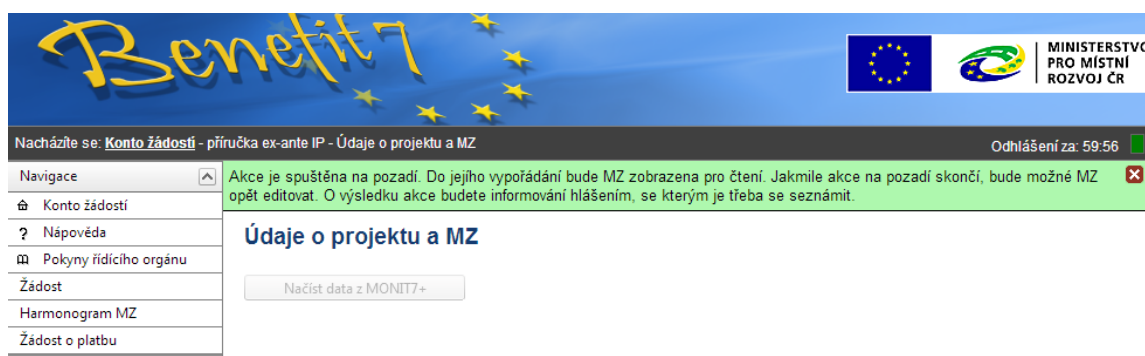 Benefit7
MINISTERSTVO
PRO MÍSTNÍ
ROZVOJ ČR
Nacházíte se: Konto žádostí - příručka ex-ante IP - Údaje o projektu a MZ
Odhlášení za: 59:56
Navigace
Akce je spuštěna na pozadí. Do jejího vypořádání bude MZ zobrazena pro čtení. Jakmile akce na pozadí skončí, bude možné MZ
opět editovat. O výsledku akce budete informování hlášením, se kterým je třeba se seznámit.
Konto žádostí
? Nápověda
Pokyny řídícího orgánu
Žádost
Harmonogram MZ
Žádost o platbu
Údaje o projektu a MZ
Načíst data z MONIT7+